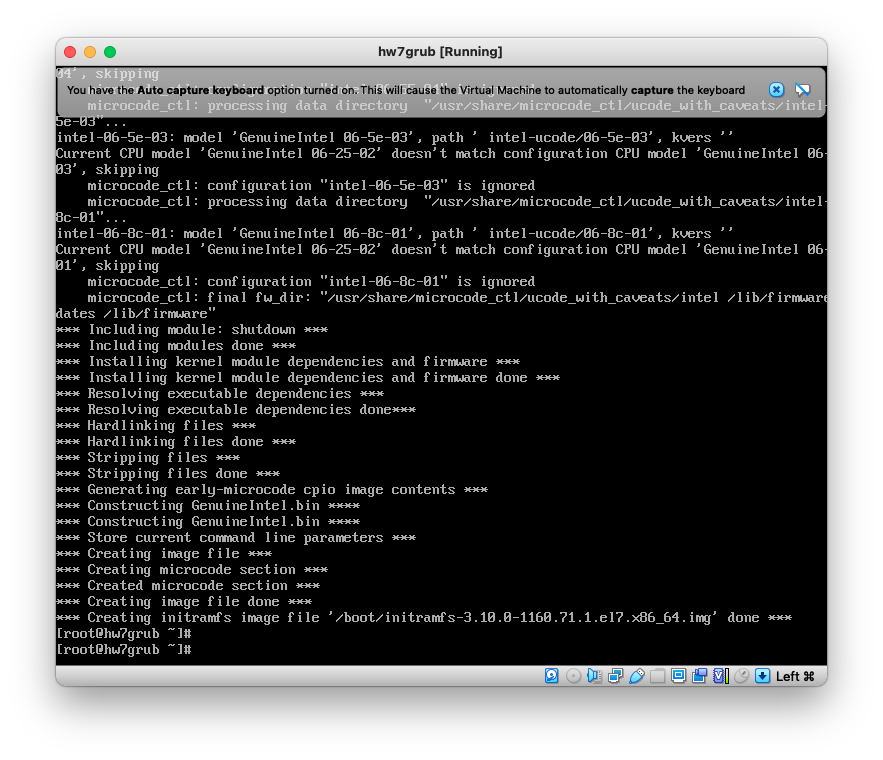 hw7grub [Running]
04', skipping
You have the Auto capture keyboard option turned on. This will cause the Virtual Machine to automatically capture the keyboard
    microcode_ctl: processing data directory  "/usr/share/microcode_ctl/ucode_with_caveats/intel-
5e-03"...
intel-06-5e-03: model 'GenuineIntel 06-5e-03', path ' intel-ucode/06-5e-03', kvers ''
Current CPU model 'GenuineIntel 06-25-02' doesn't match configuration CPU model 'GenuineIntel 06-
03', skipping
    microcode_ctl: configuration "intel-06-5e-03" is ignored
    microcode_ctl: processing data directory  "/usr/share/microcode_ctl/ucode_with_caveats/intel-
8c-01"...
intel-06-8c-01: model 'GenuineIntel 06-8c-01', path ' intel-ucode/06-8c-01', kvers ''
Current CPU model 'GenuineIntel 06-25-02' doesn't match configuration CPU model 'GenuineIntel 06-
01', skipping
    microcode_ctl: configuration "intel-06-8c-01" is ignored
    microcode_ctl: final fw_dir: "/usr/share/microcode_ctl/ucode_with_caveats/intel /lib/firmware
dates /lib/firmware"
*** Including module: shutdown ***
*** Including modules done ***
*** Installing kernel module dependencies and firmware ***
*** Installing kernel module dependencies and firmware done ***
*** Resolving executable dependencies ***
*** Resolving executable dependencies done***
*** Hardlinking files ***
*** Hardlinking files done ***
*** Stripping files ***
*** Stripping files done ***
*** Generating early-microcode cpio image contents ***
*** Constructing GenuineIntel.bin ****
*** Constructing GenuineIntel.bin ****
*** Store current command line parameters ***
*** Creating image file ***
*** Creating microcode section ***
*** Created microcode section ***
*** Creating image file done ***
*** Creating initramfs image file '/boot/initramfs-3.10.0-1160.71.1.el7.x86_64.img' done ***
[root@hw7grub ~]#
[root@hw7grub ~]#
Left ⌘